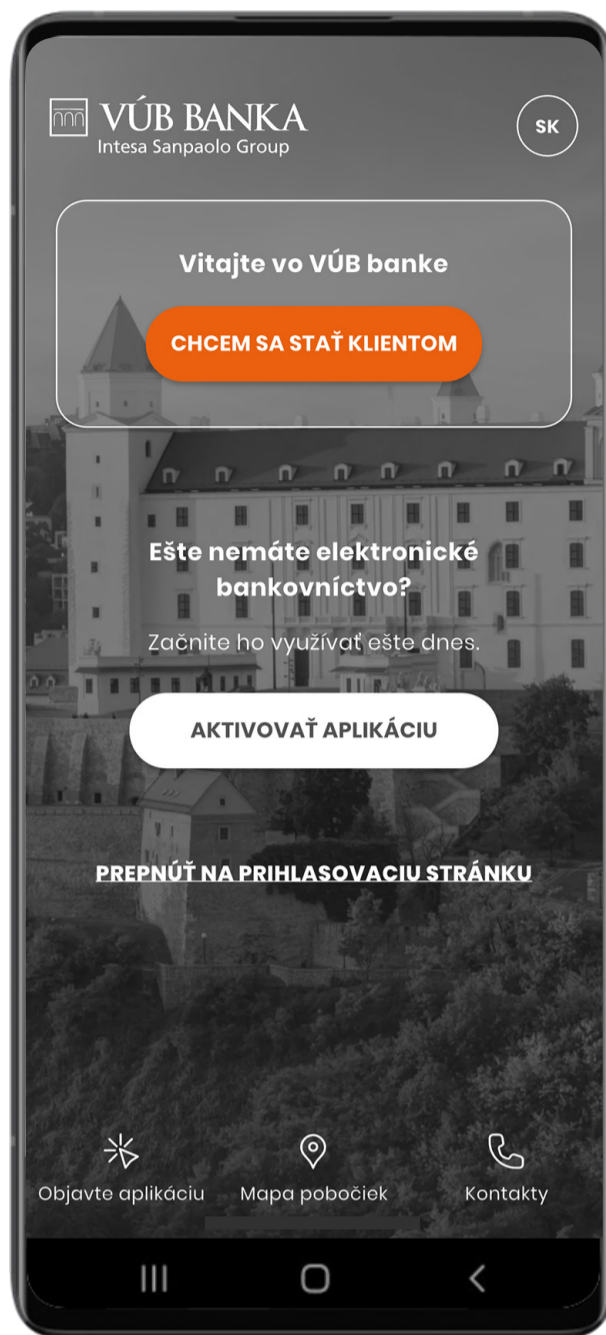 VÚB BANKA
Intesa Sanpaolo Group
SK
Vitajte vo VÚB banke
CHCEM SA STAŤ KLIENTOM
Ešte nemáte elektronické
bankovníctvo?
Začnite ho využívať ešte dnes.
AKTIVOVAŤ APLIKÁCIU
PREPNÚŤ NA PRIHLASOVACIU STRÁNKU
Objavte aplikáciu
Mapa pobočiek
Kontakty